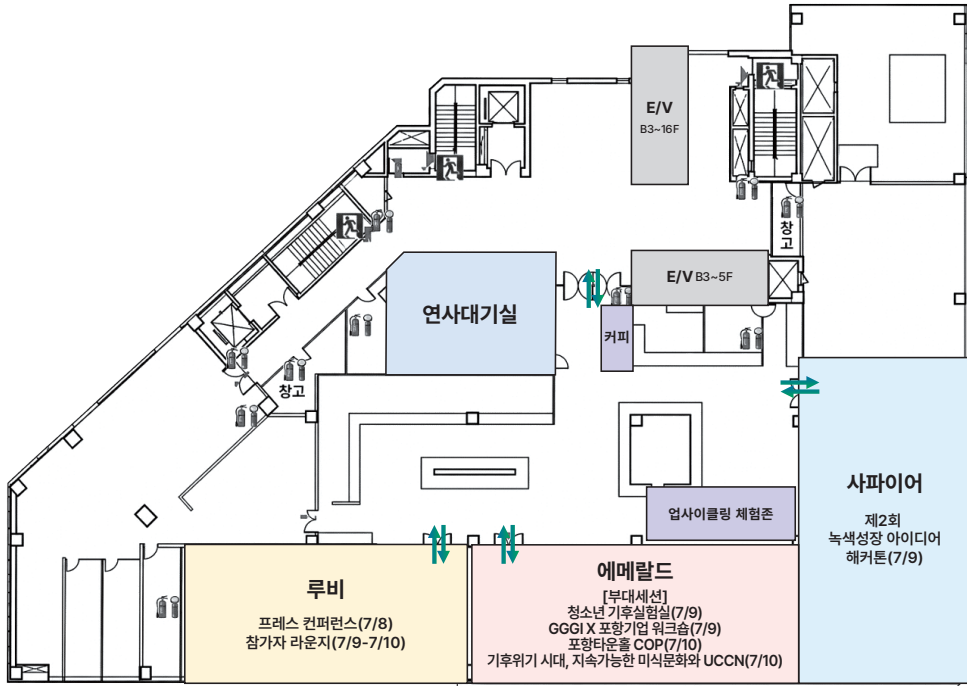 E/V
B3~16F
창
고
E/V B3~5F
연사대기실
커피
창고
업사이클링 체험존
사파이어
제2회
녹색성장 아이디어
해커톤(7/9)
루비
프레스 컨퍼런스(7/8)
참가자 라운지(7/9-7/10)
에메랄드
[부대세션]
청소년 기후실험실(7/9)
GGGI X 포항기업 워크숍(7/9)
포항타운홀 COP(7/10)
기후위기 시대, 지속가능한 미식문화와 UCCN(7/10)